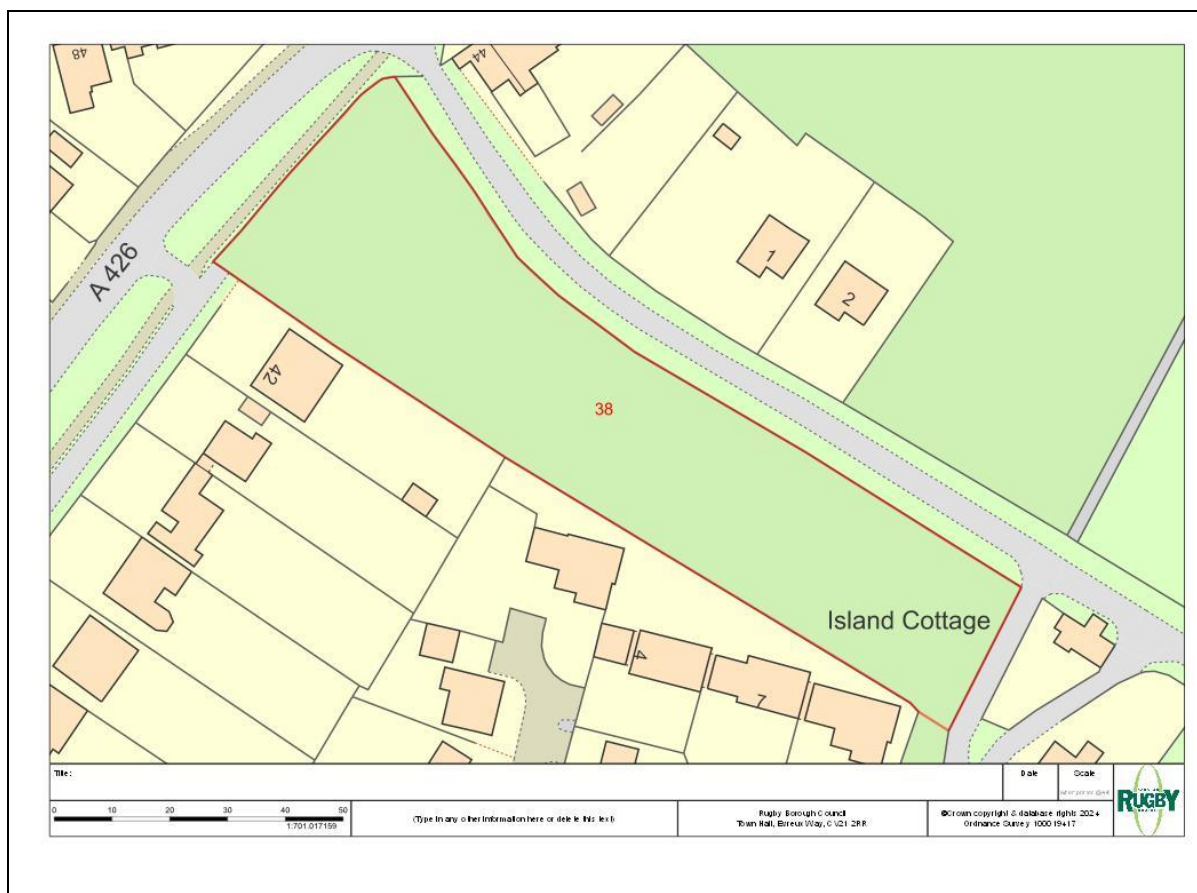 48
44
A 426
1
2
42
38
Island Cottage
4
7
Title:
Date
Scale
0 10 20 30 40 50
1:701.017159
(Type in any other information here or delete this text)
Rugby Borough Council
Town Hall, Evreux Way, CV21 2RR
©Crown copyright & database rights 2024
Ordnance Survey 100019417
RUGBY